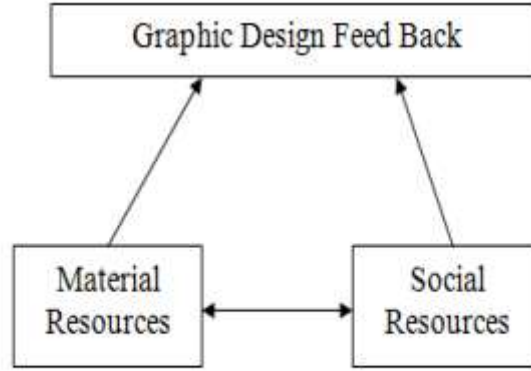 Graphic Design Feed Back
Material
Resources
Social
Resources